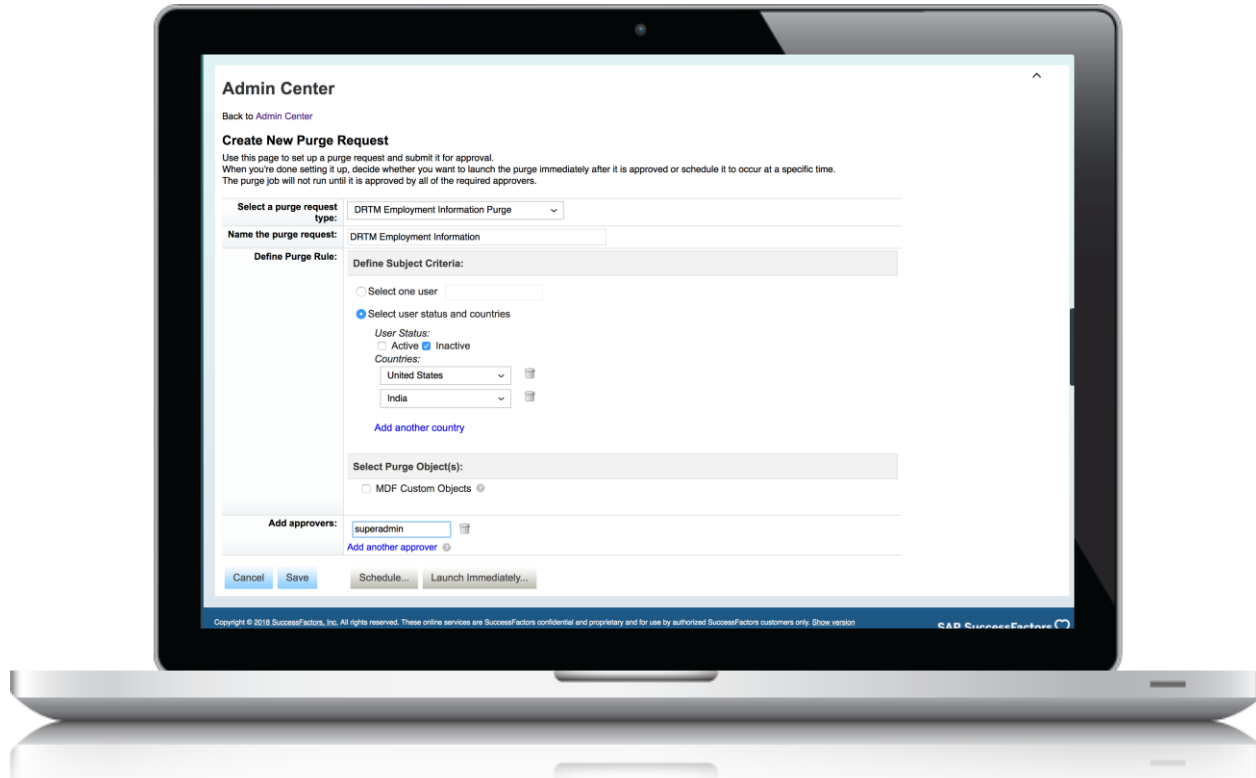 Admin Center
Back to Admin Center
Create New Purge Request
Use this page to set up a purge request and submit it for approval.
When you're done setting it up, decide whether you want to launch the purge immediately after it is approved or schedule it to occur at a specific time.
The purge job will not run until it is approved by all of the required approvers.
Select a purge request type: DRTM Employment Information Purge
Name the purge request: DRTM Employment Information
Define Purge Rule: Define Subject Criteria:
Select one user
Select user status and countries
User Status:
Active Inactive
Countries:
United States
India
Add another country
Select Purge Object(s):
MDF Custom Objects
Add approvers: superadmin
Add another approver
Cancel Save Schedule... Launch Immediately...
Copyright © 2018 SuccessFactors, Inc. All rights reserved. These online services are SuccessFactors confidential and proprietary and for use by authorized SuccessFactors customers only. Show version
SAP SuccessFactors